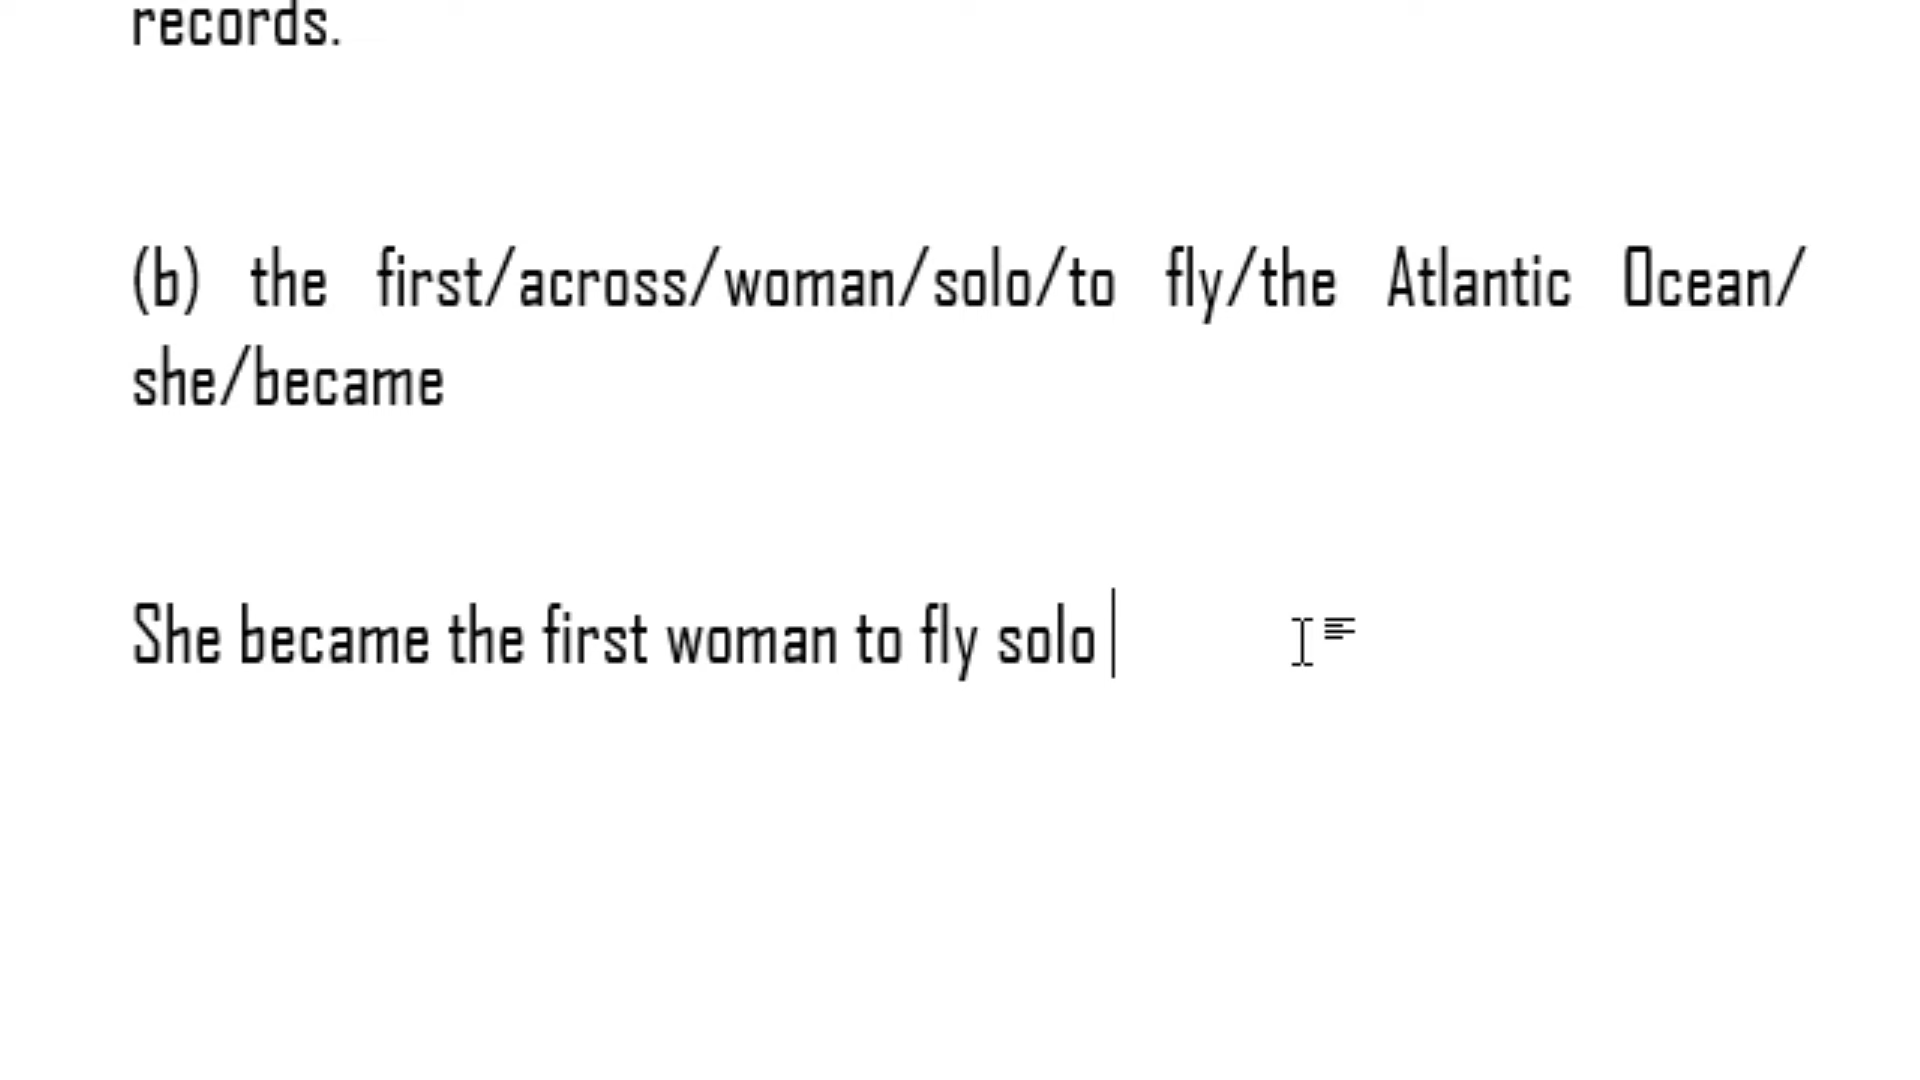 records.
(b) the first/across/woman/solo/to fly/the Atlantic Ocean/
she/became
She became the first woman to fly solo